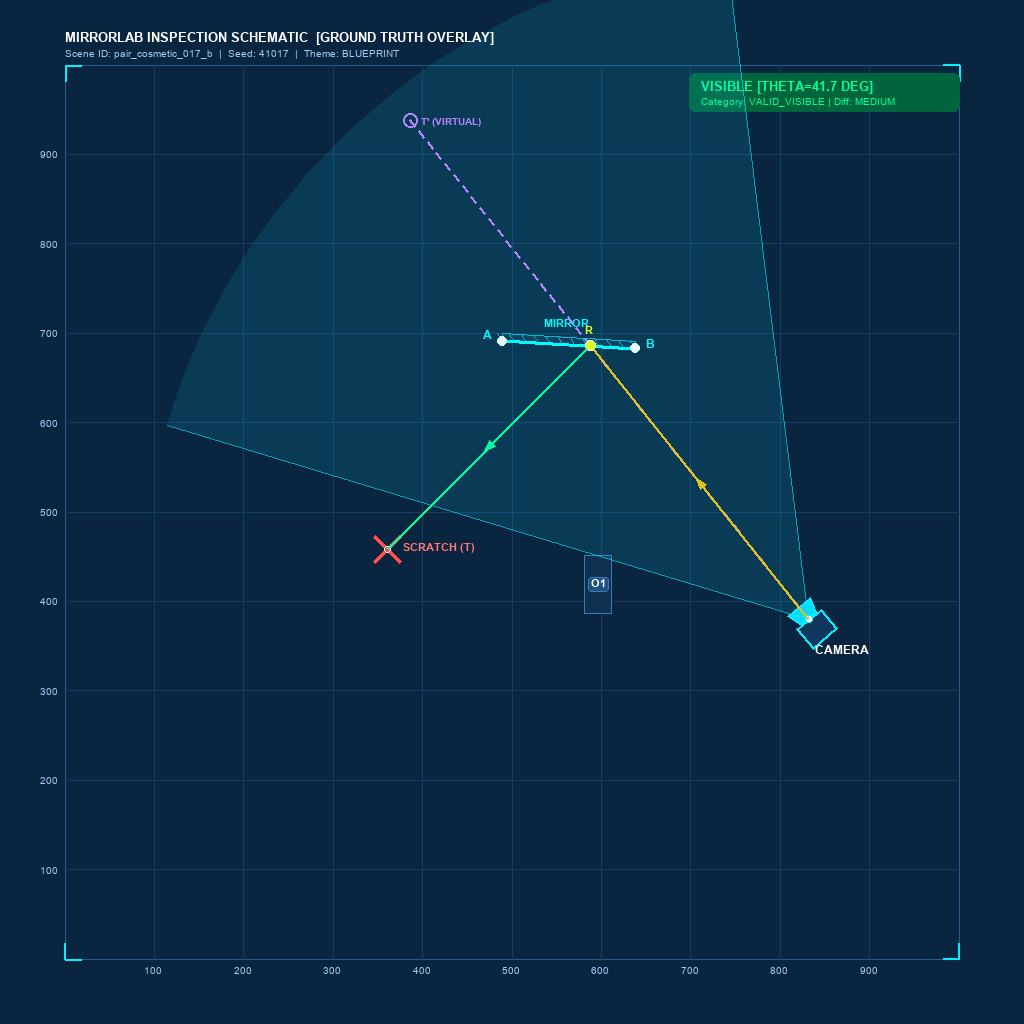 MIRRORLAB INSPECTION SCHEMATIC [GROUND TRUTH OVERLAY]
Scene ID: pair_cosmetic_017_b | Seed: 41017 | Theme: BLUEPRINT
VISIBLE [THETA=41.7 DEG]
Category: VALID_VISIBLE | Diff: MEDIUM
T' (VIRTUAL)
900
800
700
600
500
400
300
200
100
MIRROR
R
A
B
SCRATCH (T)
O1
CAMERA
100 200 300 400 500 600 700 800 900